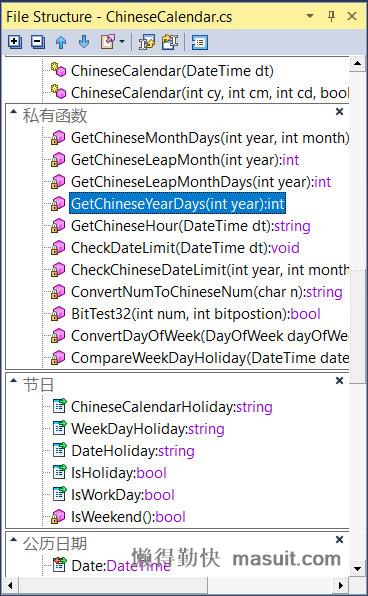 File Structure - ChineseCalendar.cs
ChineseCalendar(DateTime dt)
ChineseCalendar(int cy, int cm, int cd, bool
私有函数
GetChineseMonthDays(int year, int month)
GetChineseLeapMonth(int year):int
GetChineseLeapMonthDays(int year):int
GetChineseYearDays(int year):int
GetChineseHour(DateTime dt):string
CheckDateLimit(DateTime dt):void
CheckChineseDateLimit(int year, int month
ConvertNumToChineseNum(char n):string
BitTest32(int num, int bitpostion):bool
ConvertDayOfWeek(DayOfWeek dayOfWe
CompareWeekDayHoliday(DateTime date
节日
ChineseCalendarHoliday:string
WeekDayHoliday:string
DateHoliday:string
IsHoliday:bool
IsWorkDay:bool
IsWeekend():bool
公历日期
Date:DateTime
懒得勤快 masuit.com